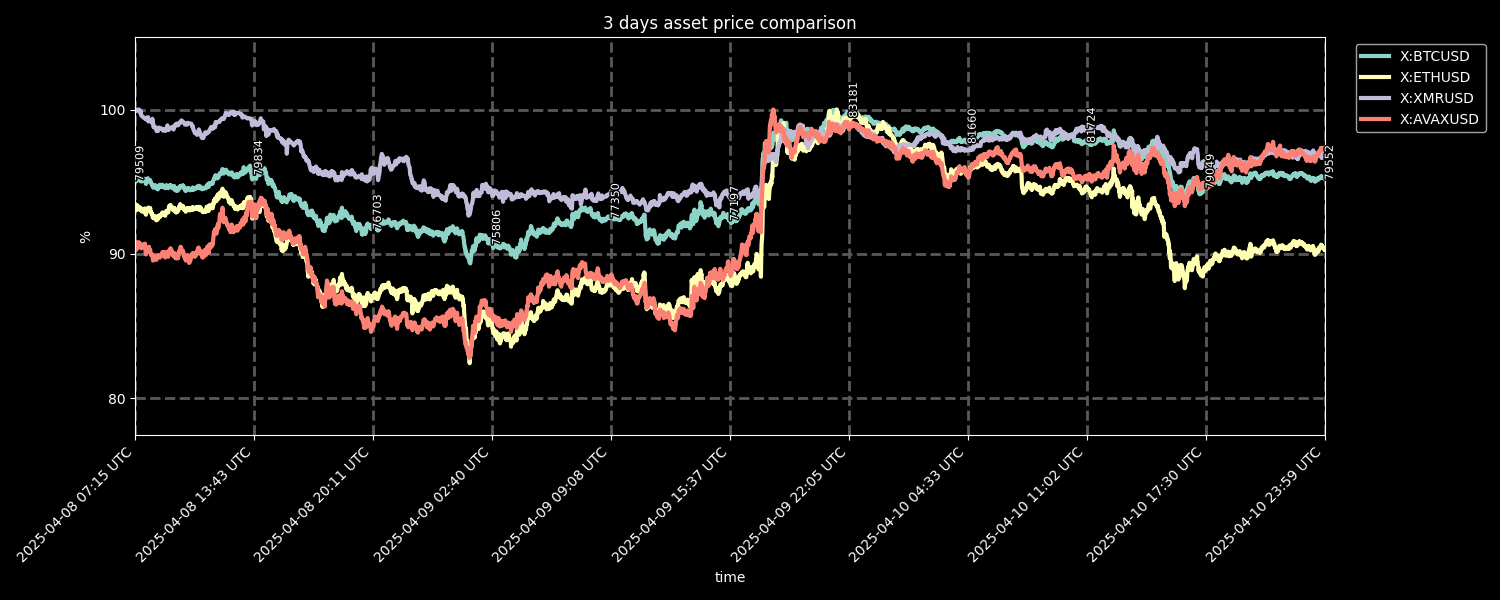 3 days asset price comparison
X:BTCUSD
X:ETHUSD
X:XMRUSD
X:AVAXUSD
100
90
80
%
79509
79834
76703
75806
77350
77197
83181
81660
81724
79049
79552
2025-04-08 07:15 UTC
2025-04-08 13:43 UTC
2025-04-08 20:11 UTC
2025-04-09 02:40 UTC
2025-04-09 09:08 UTC
2025-04-09 15:37 UTC
2025-04-09 22:05 UTC
2025-04-10 04:33 UTC
2025-04-10 11:02 UTC
2025-04-10 17:30 UTC
2025-04-10 23:59 UTC
time